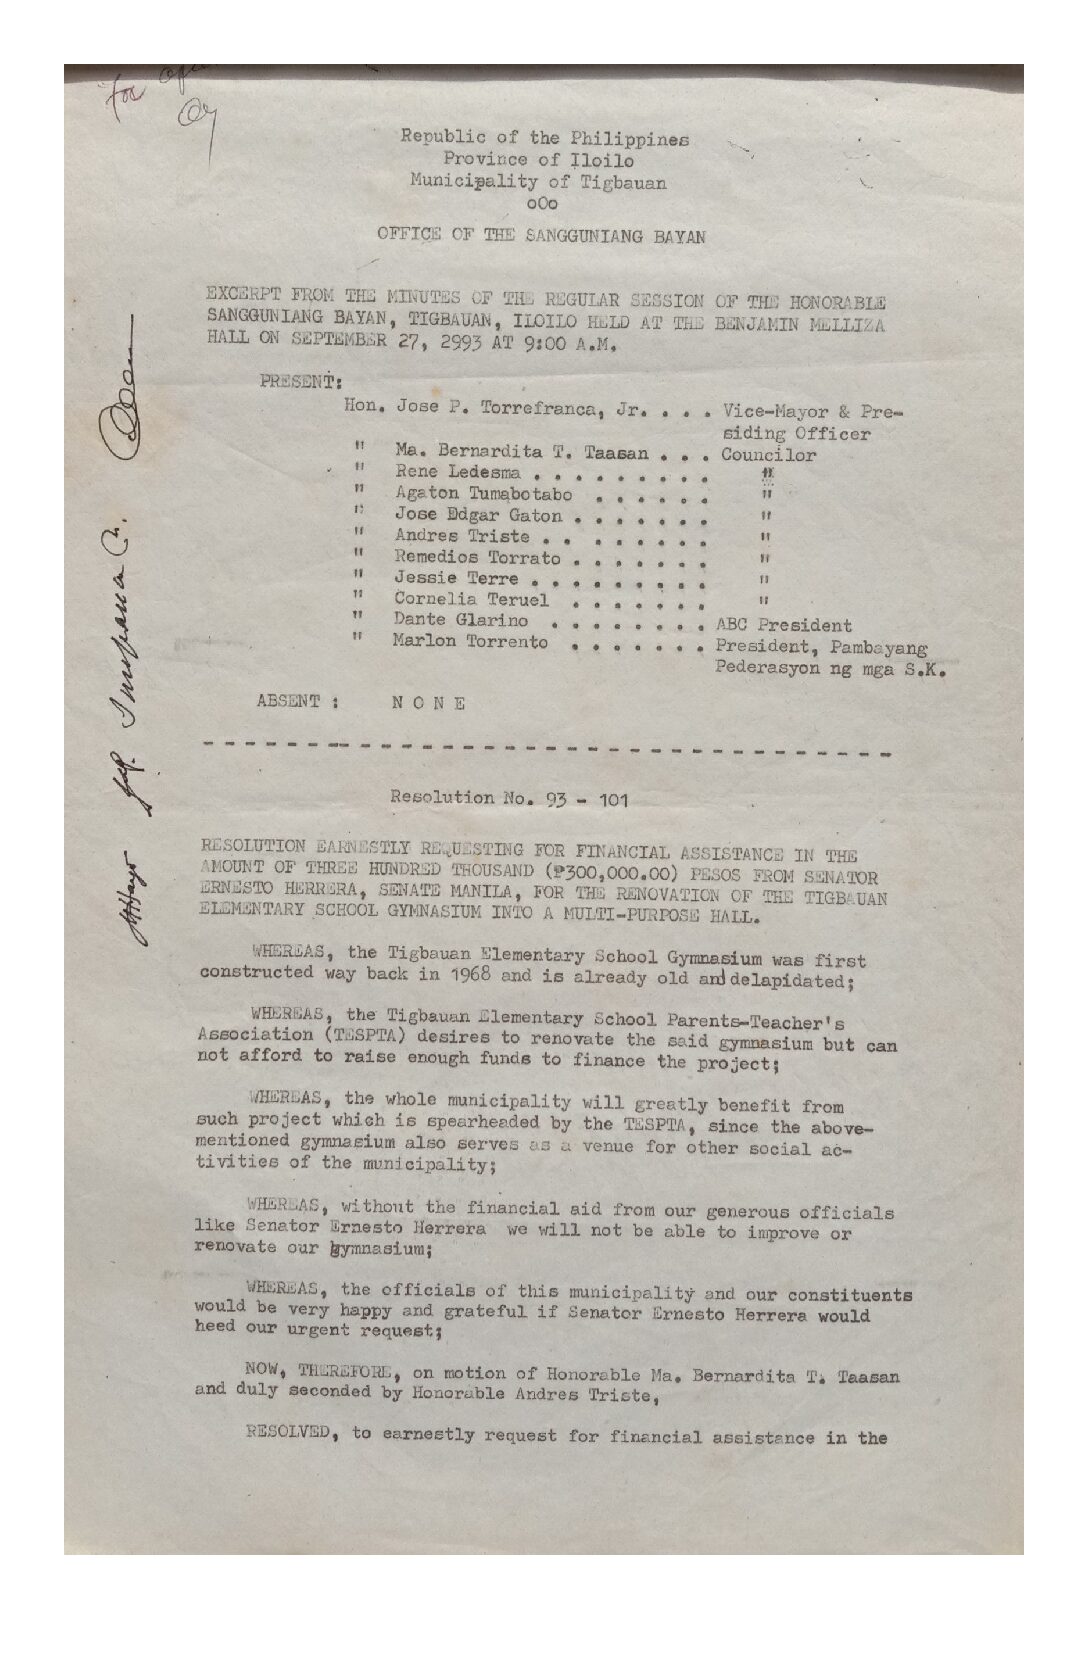 for
Republic of the Philippines
Province of Iloilo
Municipality of Tigbauan
oOo
OFFICE OF THE SANGGUNIANG BAYAN
EXCERPT FROM THE MINUTES OF THE REGULAR SESSION OF THE HONORABLE
SANGGUNIANG BAYAN, TIGBAUAN, ILOILO HELD AT THE BENJAMIN MELLIZA
HALL ON SEPTEMBER 27, 2993 AT 9:00 A.M.
PRESENT:
Hon. Jose P. Torrefranca, Jr. . . . Vice-Mayor & Pre-
siding Officer
" Ma. Bernardita T. Taasan . . . Councilor
" Rene Ledesma . . . . . . . . . "
" Agaton Tumabotabo . . . . . . "
" Jose Edgar Gaton . . . . . . . "
" Andres Triste . . . . . . . . "
" Remedios Torrato . . . . . . . "
" Jessie Terre . . . . . . . . . "
" Cornelia Teruel . . . . . . . "
" Dante Glarino . . . . . . . . ABC President
" Marlon Torrento . . . . . . . President, Pambayang
Pederasyon ng mga S.K.
ABSENT : N O N E
- - - - - - - - - - - - - - - - - - - - - - - - - - - - - - - - - - -
Resolution No. 93 - 101
RESOLUTION EARNESTLY REQUESTING FOR FINANCIAL ASSISTANCE IN THE
AMOUNT OF THREE HUNDRED THOUSAND (₱300,000.00) PESOS FROM SENATOR
ERNESTO HERRERA, SENATE MANILA, FOR THE RENOVATION OF THE TIGBAUAN
ELEMENTARY SCHOOL GYMNASIUM INTO A MULTI-PURPOSE HALL.
WHEREAS, the Tigbauan Elementary School Gymnasium was first
constructed way back in 1968 and is already old and delapidated;
WHEREAS, the Tigbauan Elementary School Parents-Teacher's
Association (TESPTA) desires to renovate the said gymnasium but can
not afford to raise enough funds to finance the project;
WHEREAS, the whole municipality will greatly benefit from
such project which is spearheaded by the TESPTA, since the above-
mentioned gymnasium also serves as a venue for other social ac-
tivities of the municipality;
WHEREAS, without the financial aid from our generous officials
like Senator Ernesto Herrera we will not be able to improve or
renovate our gymnasium;
WHEREAS, the officials of this municipality and our constituents
would be very happy and grateful if Senator Ernesto Herrera would
heed our urgent request;
NOW, THEREFORE, on motion of Honorable Ma. Bernardita T. Taasan
and duly seconded by Honorable Andres Triste,
RESOLVED, to earnestly request for financial assistance in the